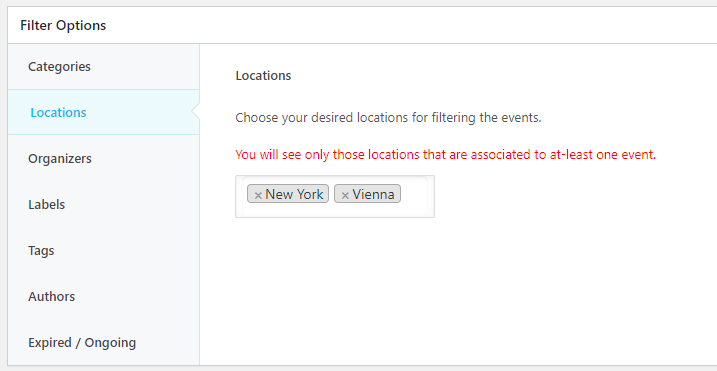 Filter Options
Categories
Locations
Organizers
Labels
Tags
Authors
Expired / Ongoing
Locations
Choose your desired locations for filtering the events.
You will see only those locations that are associated to at-least one event.
× New York × Vienna